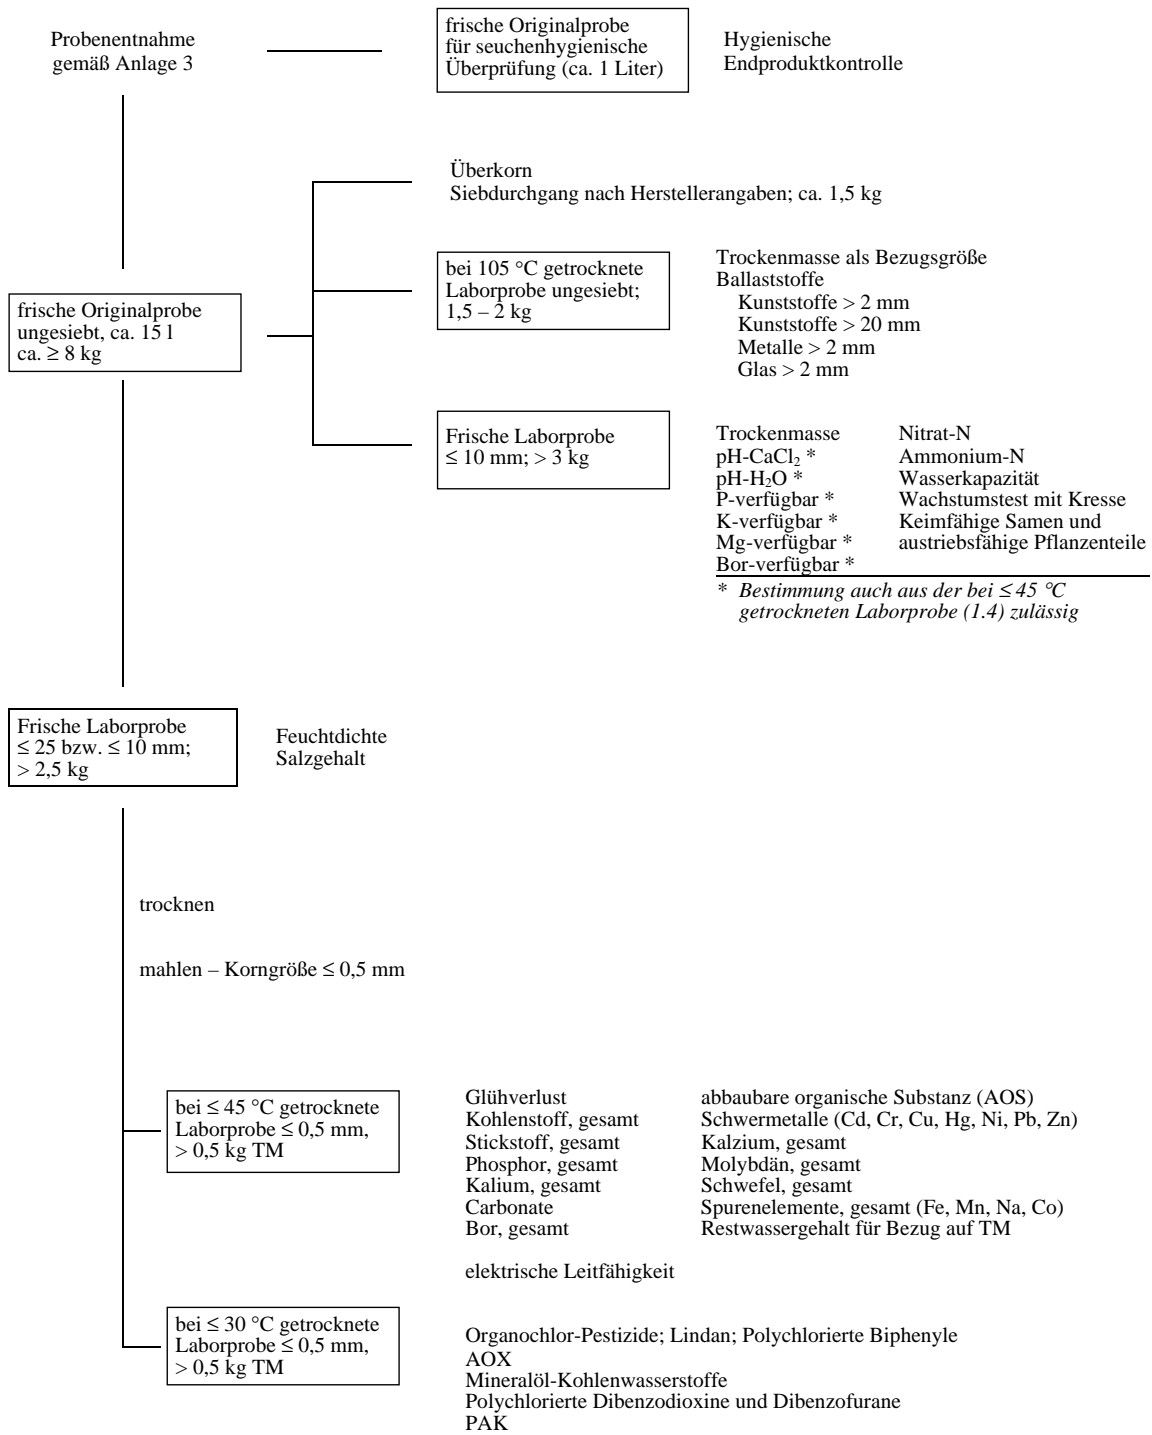 Probenentnahme
gemäß Anlage 3
frische Originalprobe
für seuchenhygienische
Überprüfung (ca. 1 Liter)
Hygienische
Endproduktkontrolle
Überkorn
Siebdurchgang nach Herstellerangaben; ca. 1,5 kg
bei 105 °C getrocknete
Laborprobe ungesiebt;
1,5 – 2 kg
Trockenmasse als Bezugsgröße
Ballaststoffe
Kunststoffe > 2 mm
Kunststoffe > 20 mm
Metalle > 2 mm
Glas > 2 mm
frische Originalprobe
ungesiebt, ca. 15 l
ca. ≥ 8 kg
Frische Laborprobe
≤ 10 mm; > 3 kg
Trockenmasse
pH-CaCl₂ *
pH-H₂O *
P-verfügbar *
K-verfügbar *
Mg-verfügbar *
Bor-verfügbar *
Nitrat-N
Ammonium-N
Wasserkapazität
Wachstumstest mit Kresse
Keimfähige Samen und
austriebsfähige Pflanzenteile
* Bestimmung auch aus der bei ≤ 45 °C
getrockneten Laborprobe (1.4) zulässig
Frische Laborprobe
≤ 25 bzw. ≤ 10 mm;
> 2,5 kg
Feuchtdichte
Salzgehalt
trocknen
mahlen – Korngröße ≤ 0,5 mm
bei ≤ 45 °C getrocknete
Laborprobe ≤ 0,5 mm,
> 0,5 kg TM
Glühverlust
Kohlenstoff, gesamt
Stickstoff, gesamt
Phosphor, gesamt
Kalium, gesamt
Carbonate
Bor, gesamt
elektrische Leitfähigkeit
abbaubare organische Substanz (AOS)
Schwermetalle (Cd, Cr, Cu, Hg, Ni, Pb, Zn)
Kalzium, gesamt
Molybdän, gesamt
Schwefel, gesamt
Spurenelemente, gesamt (Fe, Mn, Na, Co)
Restwassergehalt für Bezug auf TM
bei ≤ 30 °C getrocknete
Laborprobe ≤ 0,5 mm,
> 0,5 kg TM
Organochlor-Pestizide; Lindan; Polychlorierte Biphenyle
AOX
Mineralöl-Kohlenwasserstoffe
Polychlorierte Dibenzodioxine und Dibenzofurane
PAK